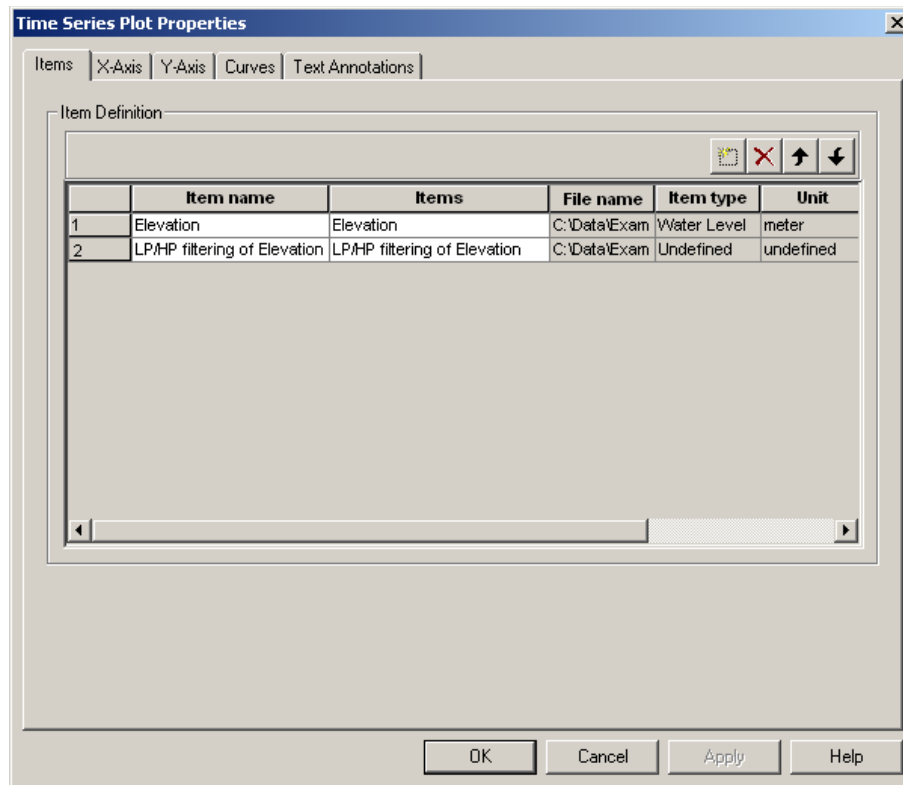 Time Series Plot Properties
Items X-Axis Y-Axis Curves Text Annotations
Item Definition
Item name Items File name Item type Unit
1 Elevation Elevation C:\Data\Exam Water Level meter
2 LP/HP filtering of Elevation LP/HP filtering of Elevation C:\Data\Exam Undefined undefined
OK Cancel Apply Help